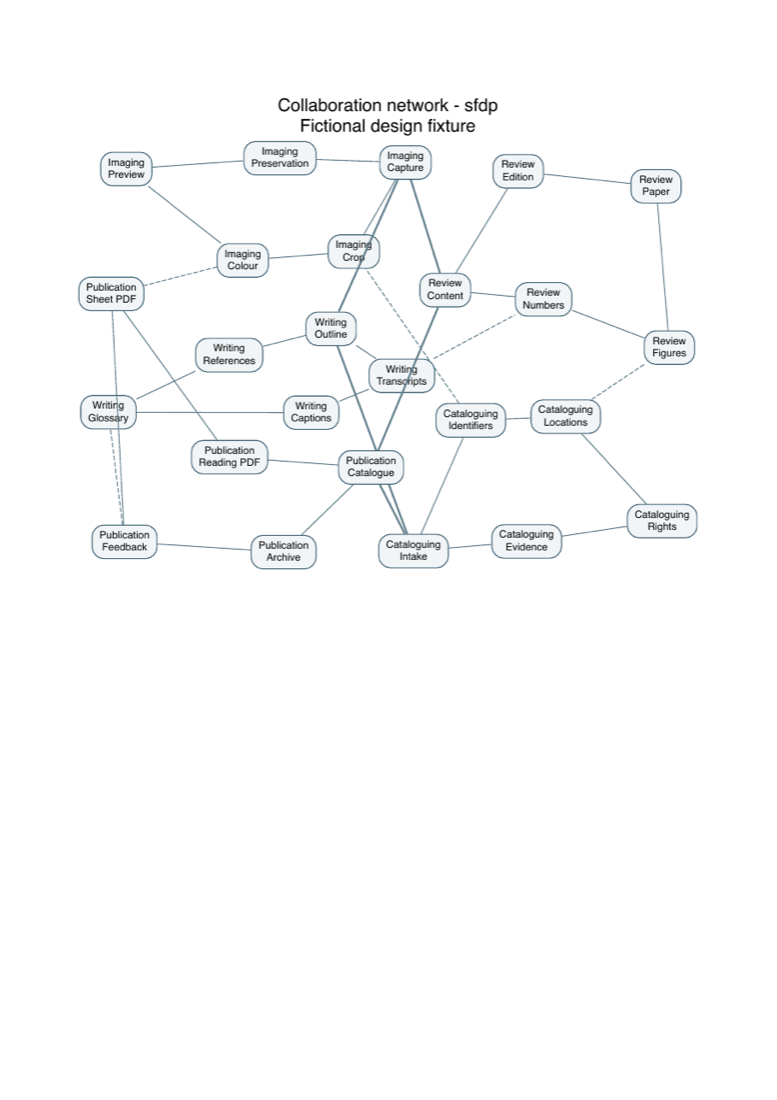 Collaboration network - sfdp
Fictional design fixture
Imaging
Preview
Imaging
Preservation
Imaging
Capture
Review
Edition
Review
Paper
Imaging
Colour
Imaging
Crop
Publication
Sheet PDF
Review
Content
Review
Numbers
Writing
Outline
Writing
References
Review
Figures
Writing
Transcripts
Writing
Glossary
Writing
Captions
Cataloguing
Identifiers
Cataloguing
Locations
Publication
Reading PDF
Publication
Catalogue
Cataloguing
Rights
Publication
Feedback
Publication
Archive
Cataloguing
Intake
Cataloguing
Evidence